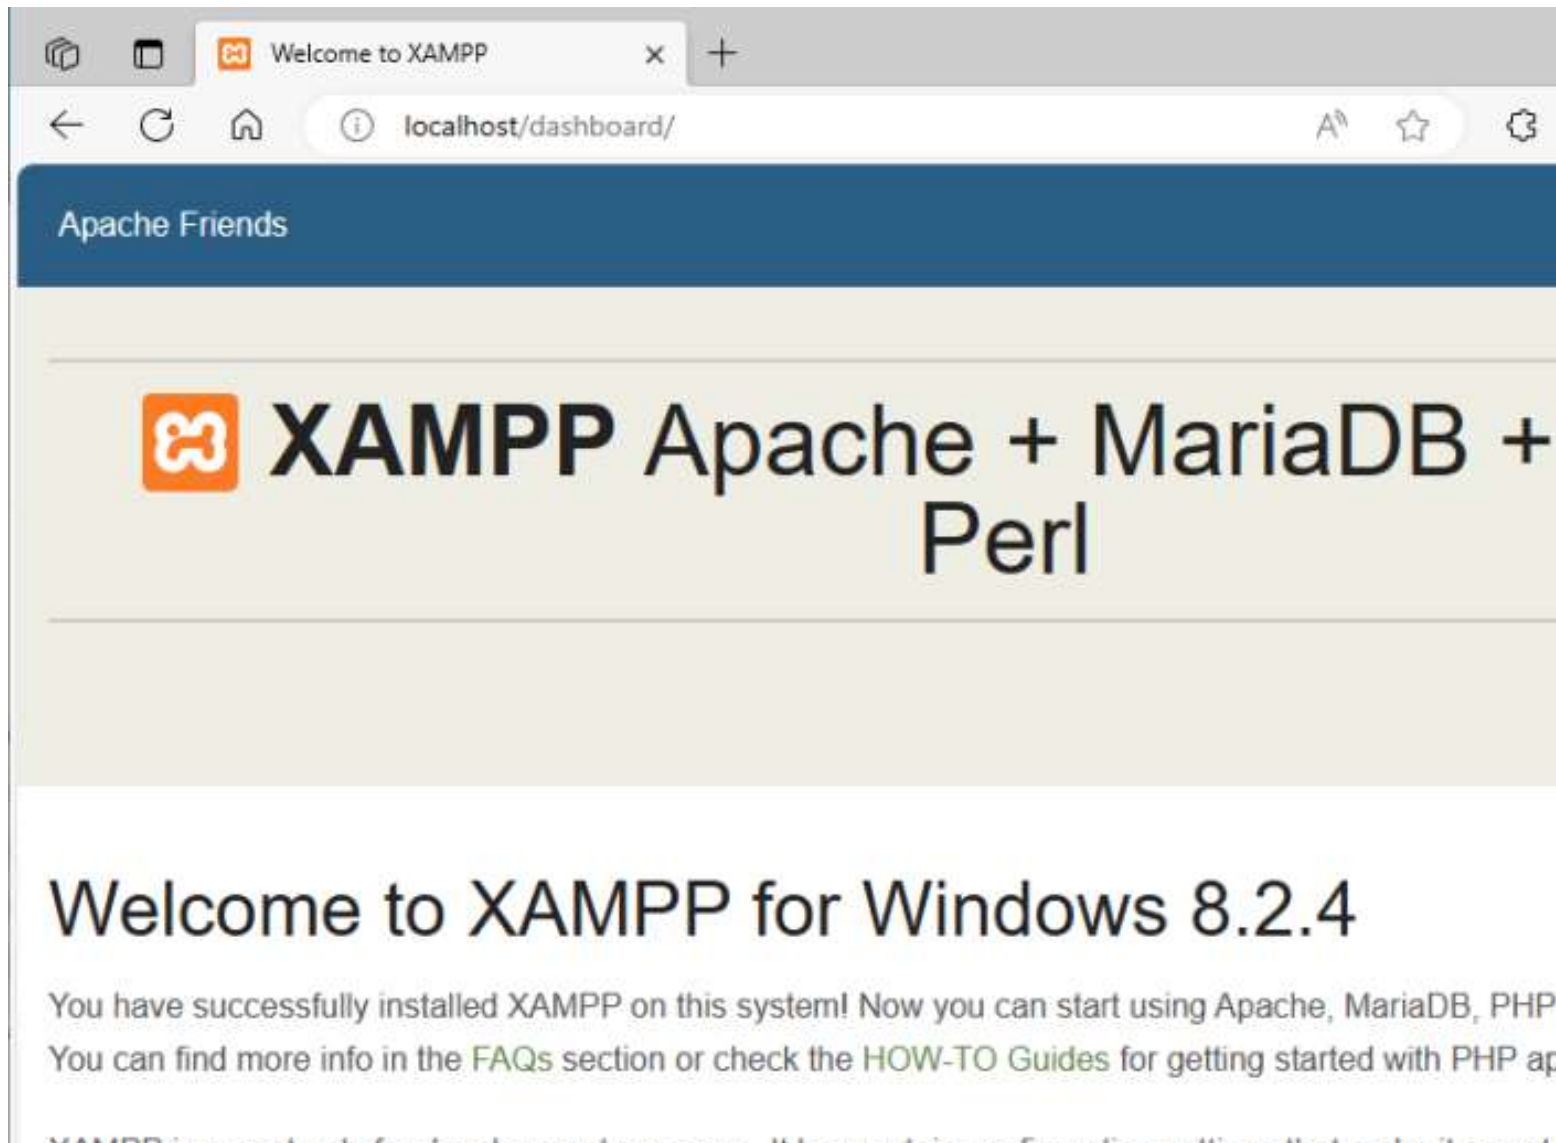 Welcome to XAMPP
localhost/dashboard/
Apache Friends
XAMPP Apache + MariaDB +
Perl
Welcome to XAMPP for Windows 8.2.4
You have successfully installed XAMPP on this system! Now you can start using Apache, MariaDB, PHP
You can find more info in the FAQs section or check the HOW-TO Guides for getting started with PHP ap